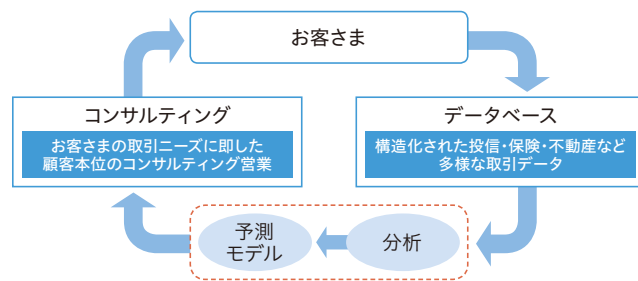 お客さま
コンサルティング
お客さまの取引ニーズに即した
顧客本位のコンサルティング営業
データベース
構造化された投信・保険・不動産など
多様な取引データ
予測
モデル
分析